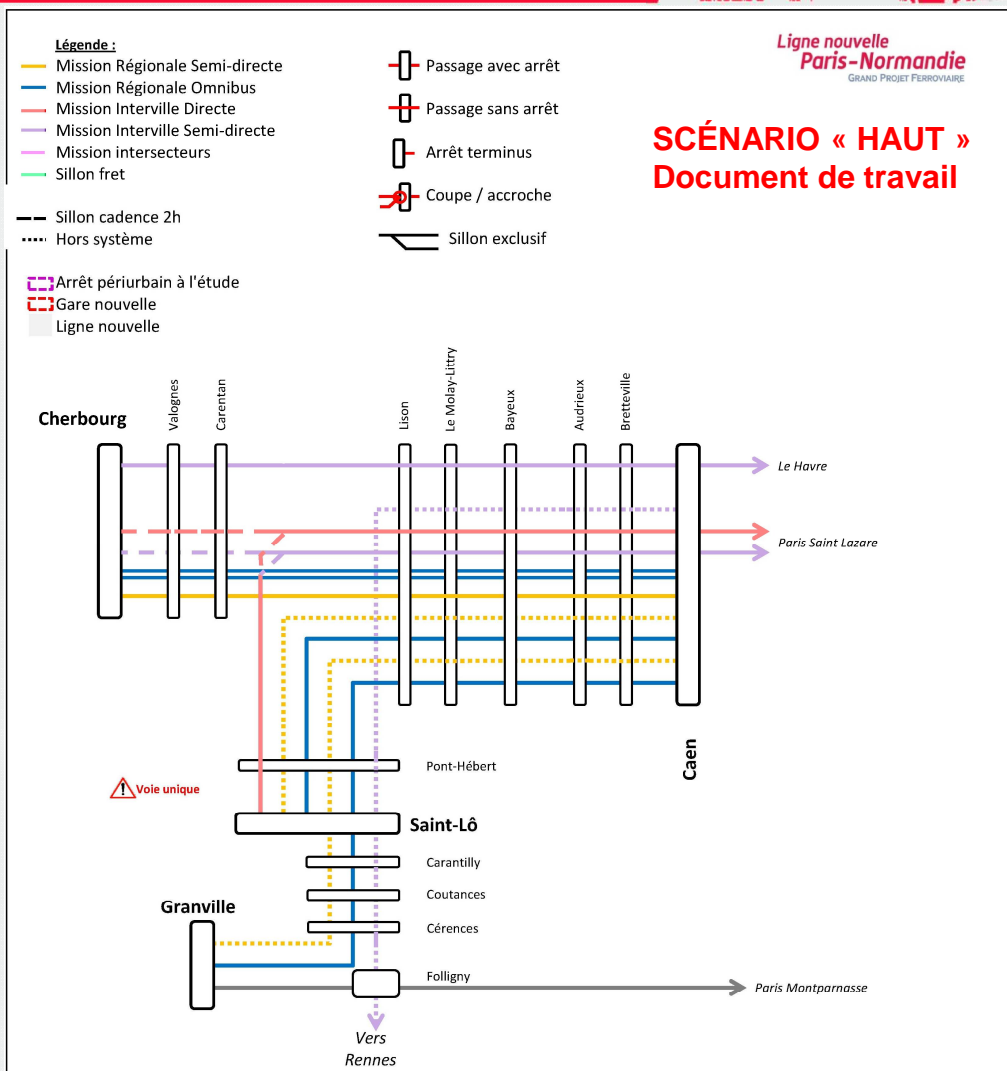 Légende :
Mission Régionale Semi-directe
Mission Régionale Omnibus
Mission Interville Directe
Mission Interville Semi-directe
Mission intersecteurs
Sillon fret
Sillon cadence 2h
Hors système
Arrêt périurbain à l'étude
Gare nouvelle
Ligne nouvelle
Passage avec arrêt
Passage sans arrêt
Arrêt terminus
Coupe / accroche
Sillon exclusif
Ligne nouvelle
Paris-Normandie
GRAND PROJET FERROVIAIRE
SCÉNARIO « HAUT »
Document de travail
Cherbourg
Valognes
Carentan
Lison
Le Molay-Littry
Bayeux
Audrieux
Bretteville
Le Havre
Paris Saint Lazare
Caen
Pont-Hébert
Voie unique
Saint-Lô
Carantilly
Coutances
Granville
Cérences
Folligny
Paris Montparnasse
Vers
Rennes